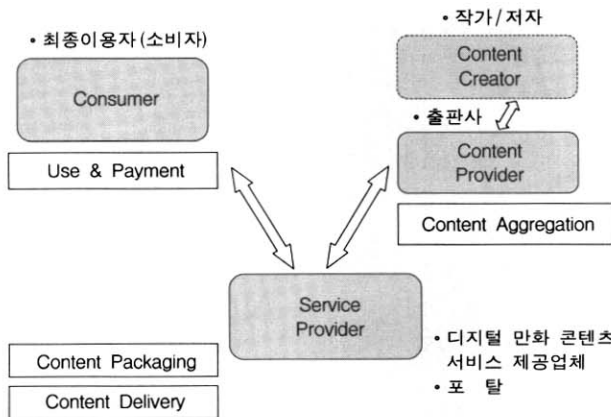 • 최종이용자(소비자)
Consumer
Use & Payment
• 작가/저자
Content
Creator
• 출판사
Content
Provider
Content Aggregation
Service
Provider
• 디지털 만화 콘텐츠
서비스 제공업체
• 포 탈
Content Packaging
Content Delivery